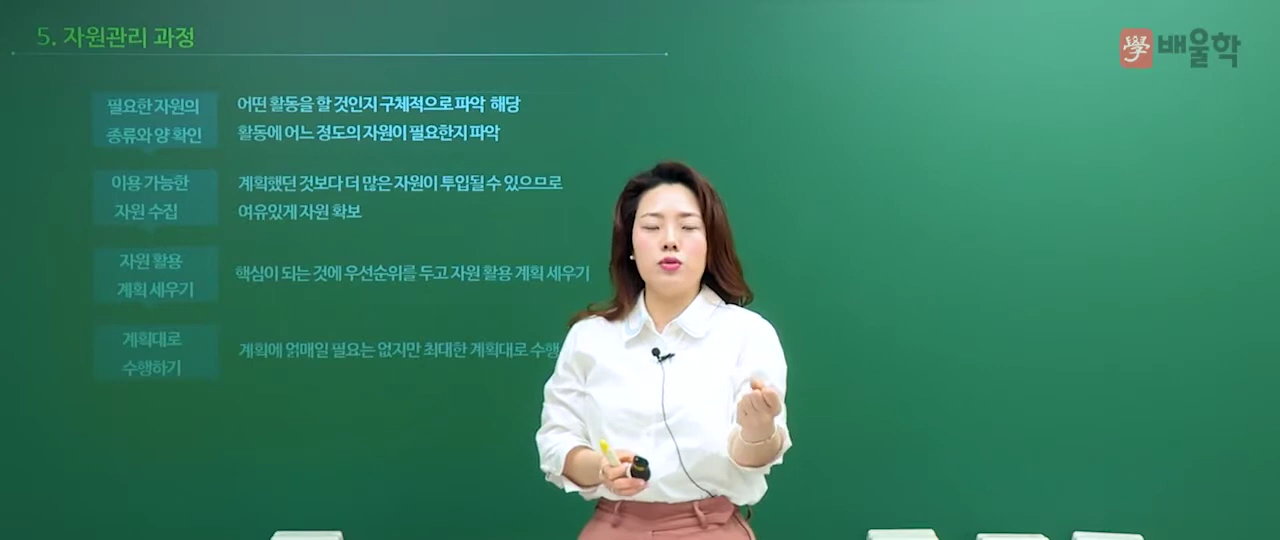 5. 자원관리 과정
學 배울학
필요한 자원의
종류와 양 확인
어떤 활동을 할 것인지 구체적으로 파악 해당
활동에 어느 정도의 자원이 필요한지 파악
이용 가능한
자원 수집
계획했던 것보다 더 많은 자원이 투입될 수 있으므로
여유있게 자원 확보
자원 활용
계획 세우기
핵심이 되는 것에 우선순위를 두고 자원 활용 계획 세우기
계획대로
수행하기
계획에 얽매일 필요는 없지만 최대한 계획대로 수행